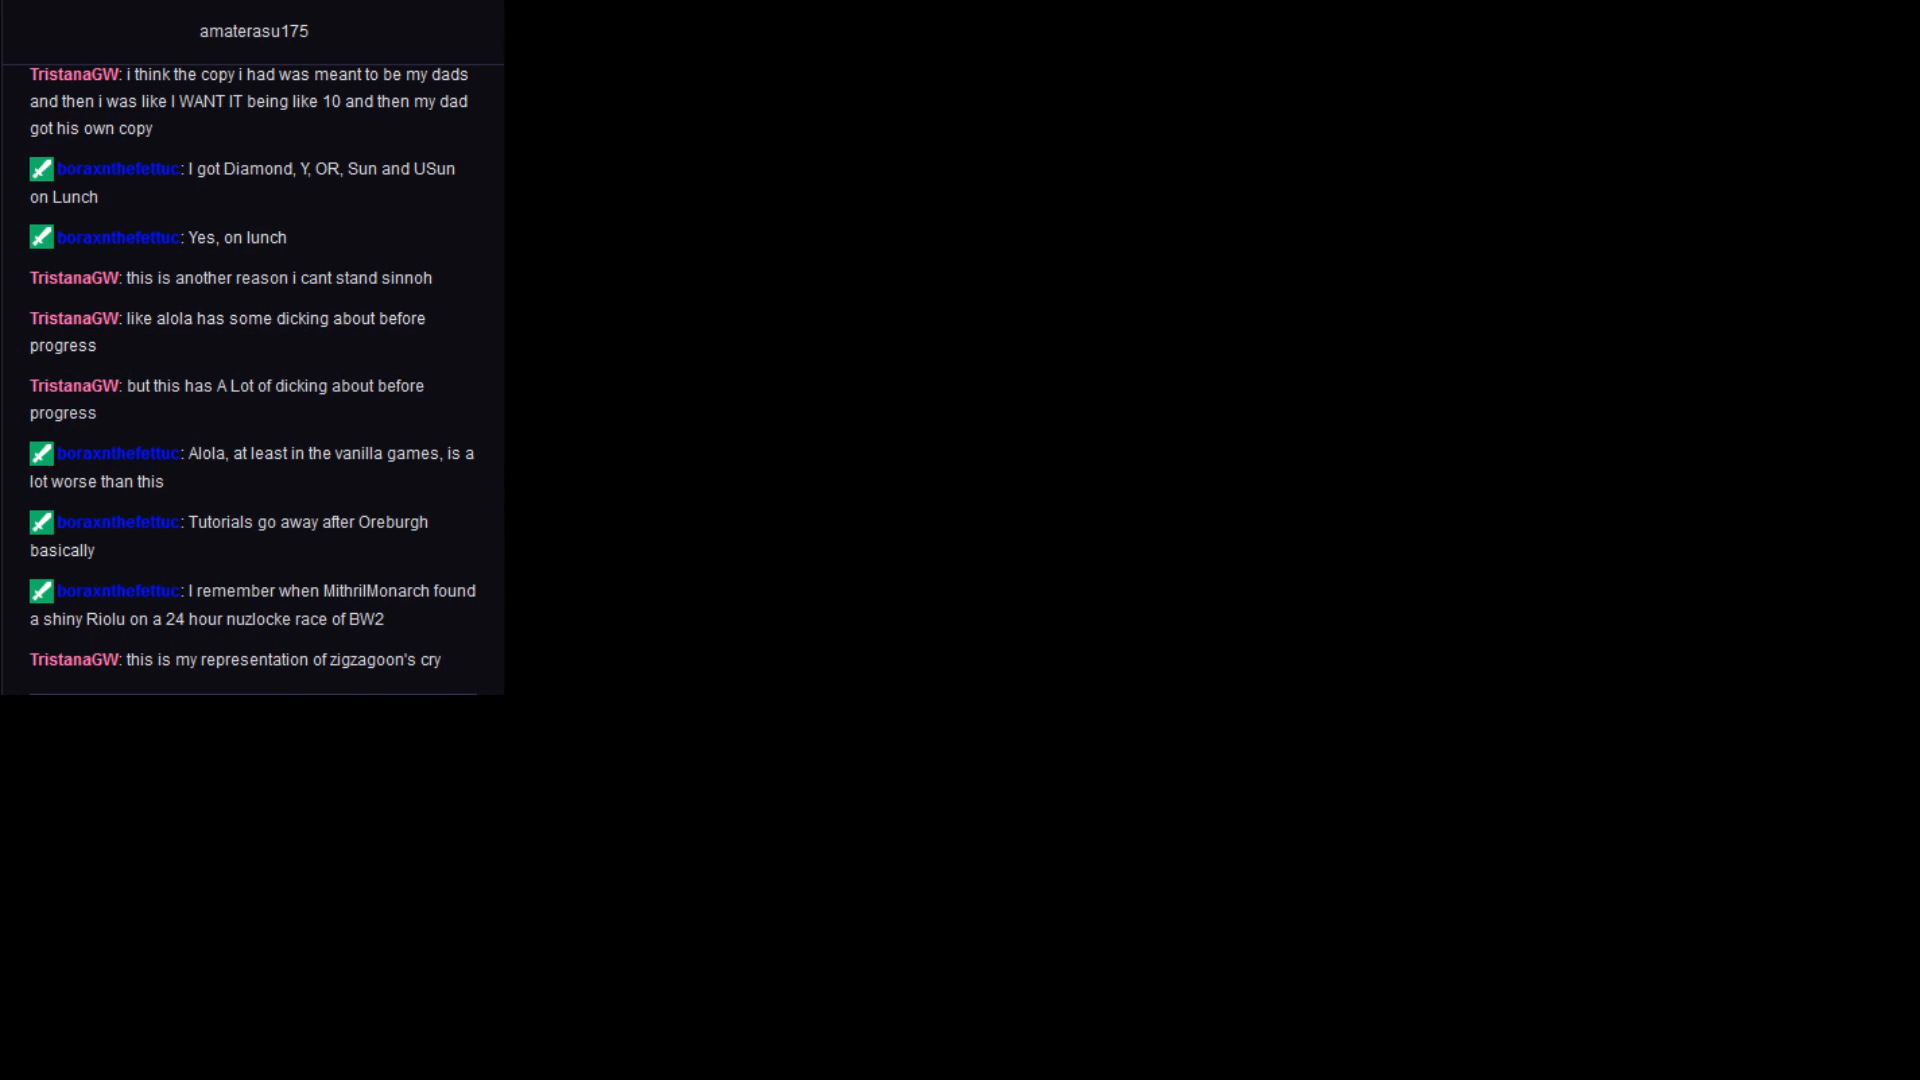 amaterasu175
TristanaGW: i think the copy i had was meant to be my dads
and then i was like I WANT IT being like 10 and then my dad
got his own copy
boraxnthefettuc: I got Diamond, Y, OR, Sun and USun
on Lunch
boraxnthefettuc: Yes, on lunch
TristanaGW: this is another reason i cant stand sinnoh
TristanaGW: like alola has some dicking about before
progress
TristanaGW: but this has A Lot of dicking about before
progress
boraxnthefettuc: Alola, at least in the vanilla games, is a
lot worse than this
boraxnthefettuc: Tutorials go away after Oreburgh
basically
boraxnthefettuc: I remember when MithrilMonarch found
a shiny Riolu on a 24 hour nuzlocke race of BW2
TristanaGW: this is my representation of zigzagoon's cry